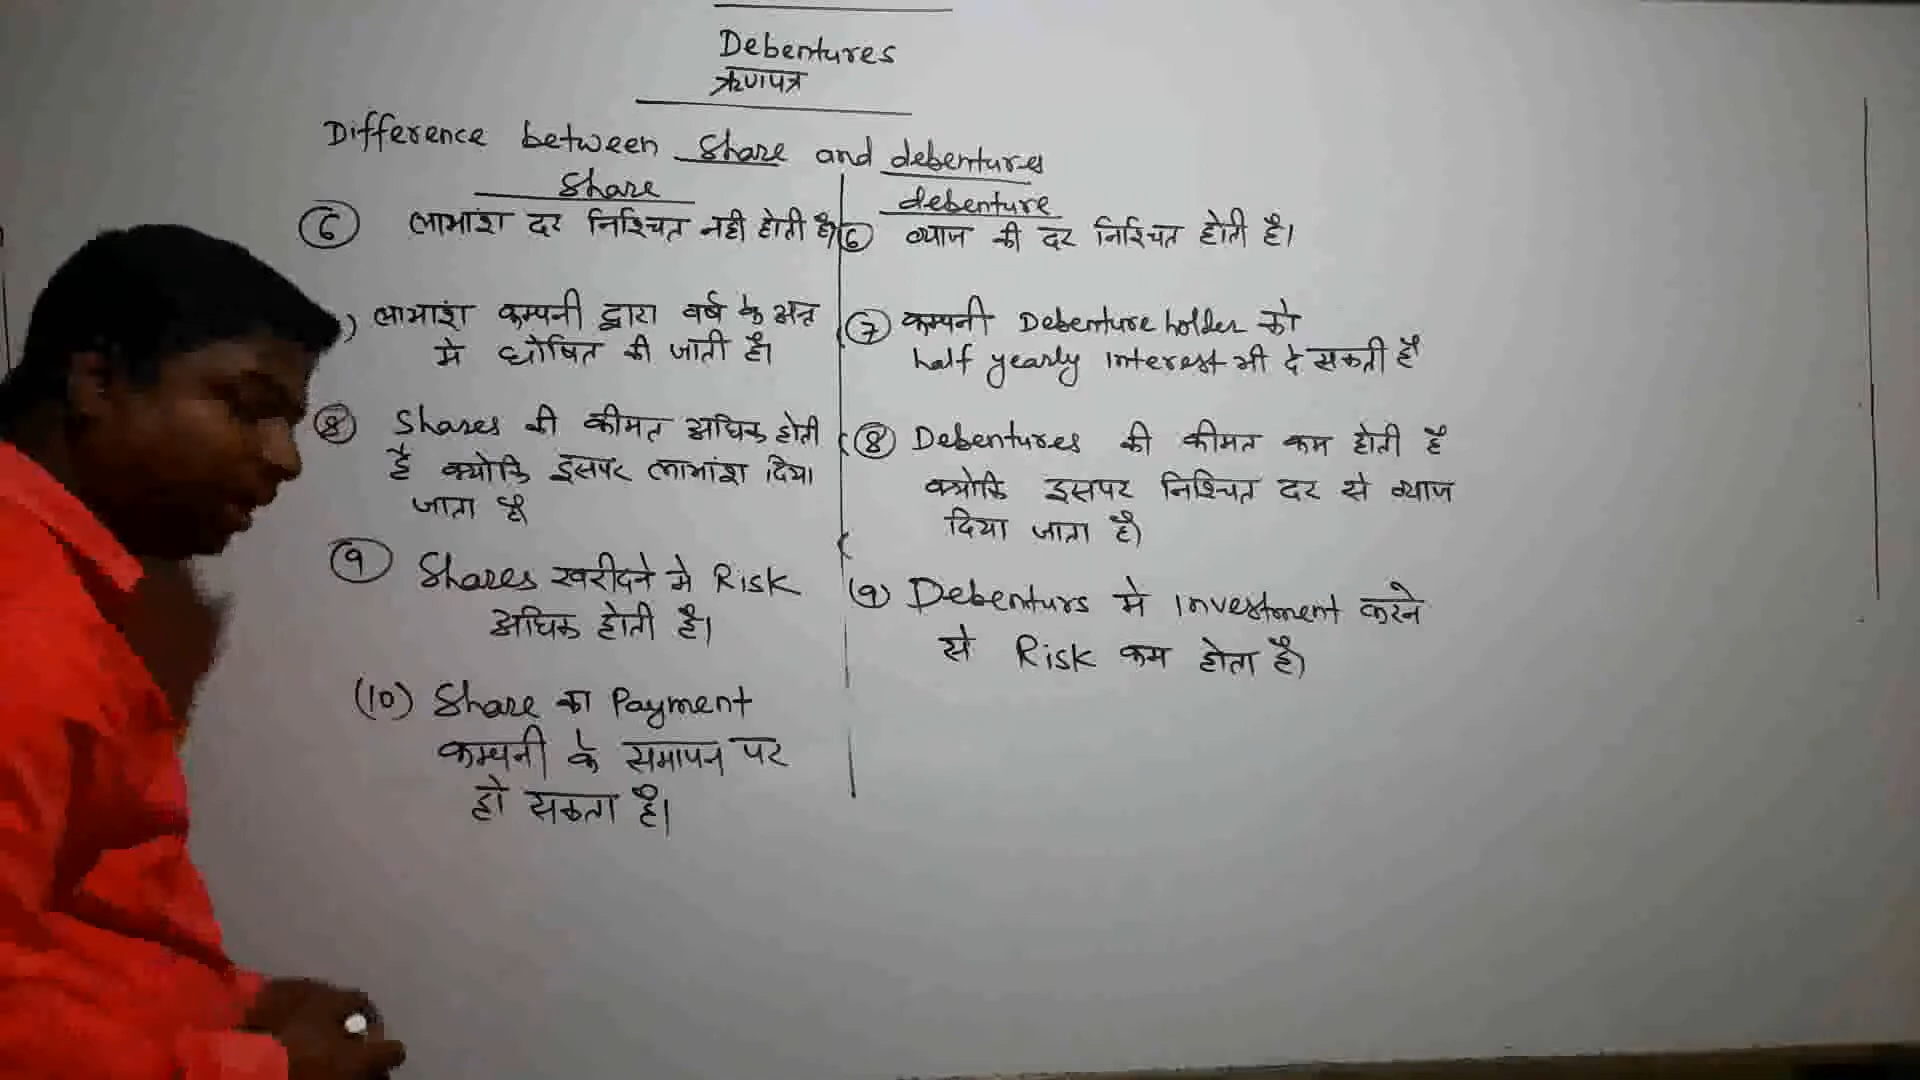 Debentures
ऋणपत्र
Difference between Share and debentures
Share
⑥ लाभांश दर निश्चित नही होती है।
) लाभांश कम्पनी द्वारा वर्ष के अन्त
मे घोषित की जाती है।
⑧ Shares की कीमत अधिक होती
है क्योकि इसपर लाभांश दिया
जाता है
⑨ Shares खरीदने मे Risk
अधिक होती है।
(10) Share का Payment
कम्पनी के समापन पर
हो सकता है।
debenture
⑥ ब्याज की दर निश्चित होती है।
⑦ कम्पनी Debenture holder को
half yearly interest भी दे सकती है
⑧ Debentures की कीमत कम होती है
क्योकि इसपर निश्चित दर से ब्याज
दिया जाता है।
(9) Debenturs मे investment करने
से Risk कम होता है।